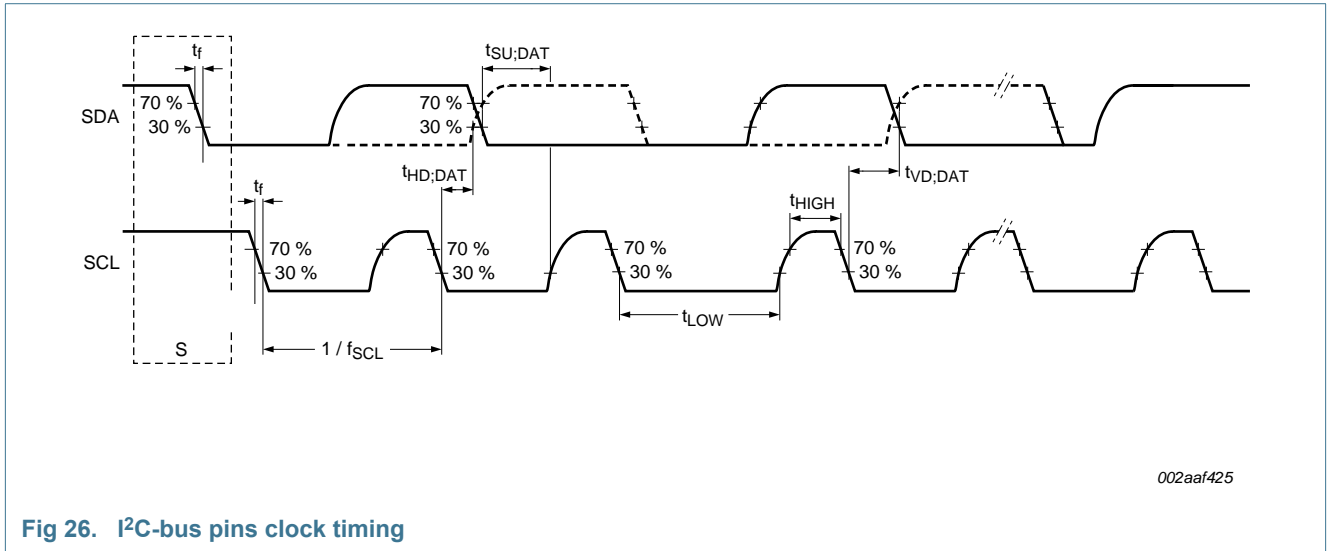 tf
tSU;DAT
70 %
30 %
SDA
70 %
30 %
tHD;DAT
tVD;DAT
tf
tHIGH
SCL
70 %
30 %
70 %
30 %
70 %
30 %
70 %
30 %
tLOW
S
1 / fSCL
002aaf425
Fig 26. I2C-bus pins clock timing